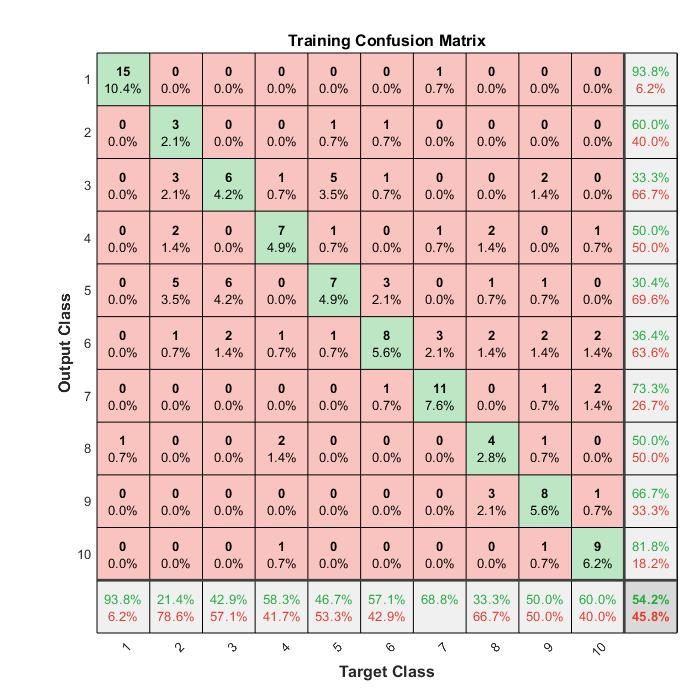 Training Confusion Matrix
1 15 0 0 0 0 0 1 0 0 0 93.8%
10.4% 0.0% 0.0% 0.0% 0.0% 0.0% 0.7% 0.0% 0.0% 0.0% 6.2%
2 0 3 0 0 1 1 0 0 0 0 60.0%
0.0% 2.1% 0.0% 0.0% 0.7% 0.7% 0.0% 0.0% 0.0% 0.0% 40.0%
3 0 3 6 1 5 1 0 0 2 0 33.3%
0.0% 2.1% 4.2% 0.7% 3.5% 0.7% 0.0% 0.0% 1.4% 0.0% 66.7%
4 0 2 0 7 1 0 1 2 0 1 50.0%
0.0% 1.4% 0.0% 4.9% 0.7% 0.0% 0.7% 1.4% 0.0% 0.7% 50.0%
5 0 5 6 0 7 3 0 1 1 0 30.4%
0.0% 3.5% 4.2% 0.0% 4.9% 2.1% 0.0% 0.7% 0.7% 0.0% 69.6%
6 0 1 2 1 1 8 3 2 2 2 36.4%
0.0% 0.7% 1.4% 0.7% 0.7% 5.6% 2.1% 1.4% 1.4% 1.4% 63.6%
7 0 0 0 0 0 1 11 0 1 2 73.3%
0.0% 0.0% 0.0% 0.0% 0.0% 0.7% 7.6% 0.0% 0.7% 1.4% 26.7%
8 1 0 0 2 0 0 0 4 1 0 50.0%
0.7% 0.0% 0.0% 1.4% 0.0% 0.0% 0.0% 2.8% 0.7% 0.0% 50.0%
9 0 0 0 0 0 0 0 3 8 1 66.7%
0.0% 0.0% 0.0% 0.0% 0.0% 0.0% 0.0% 2.1% 5.6% 0.7% 33.3%
10 0 0 0 1 0 0 0 0 1 9 81.8%
0.0% 0.0% 0.0% 0.7% 0.0% 0.0% 0.0% 0.0% 0.7% 6.2% 18.2%
93.8% 21.4% 42.9% 58.3% 46.7% 57.1% 68.8% 33.3% 50.0% 60.0% 54.2%
6.2% 78.6% 57.1% 41.7% 53.3% 42.9% 66.7% 50.0% 40.0% 45.8%
1 2 3 4 5 6 7 8 9 10
Target Class
Output Class